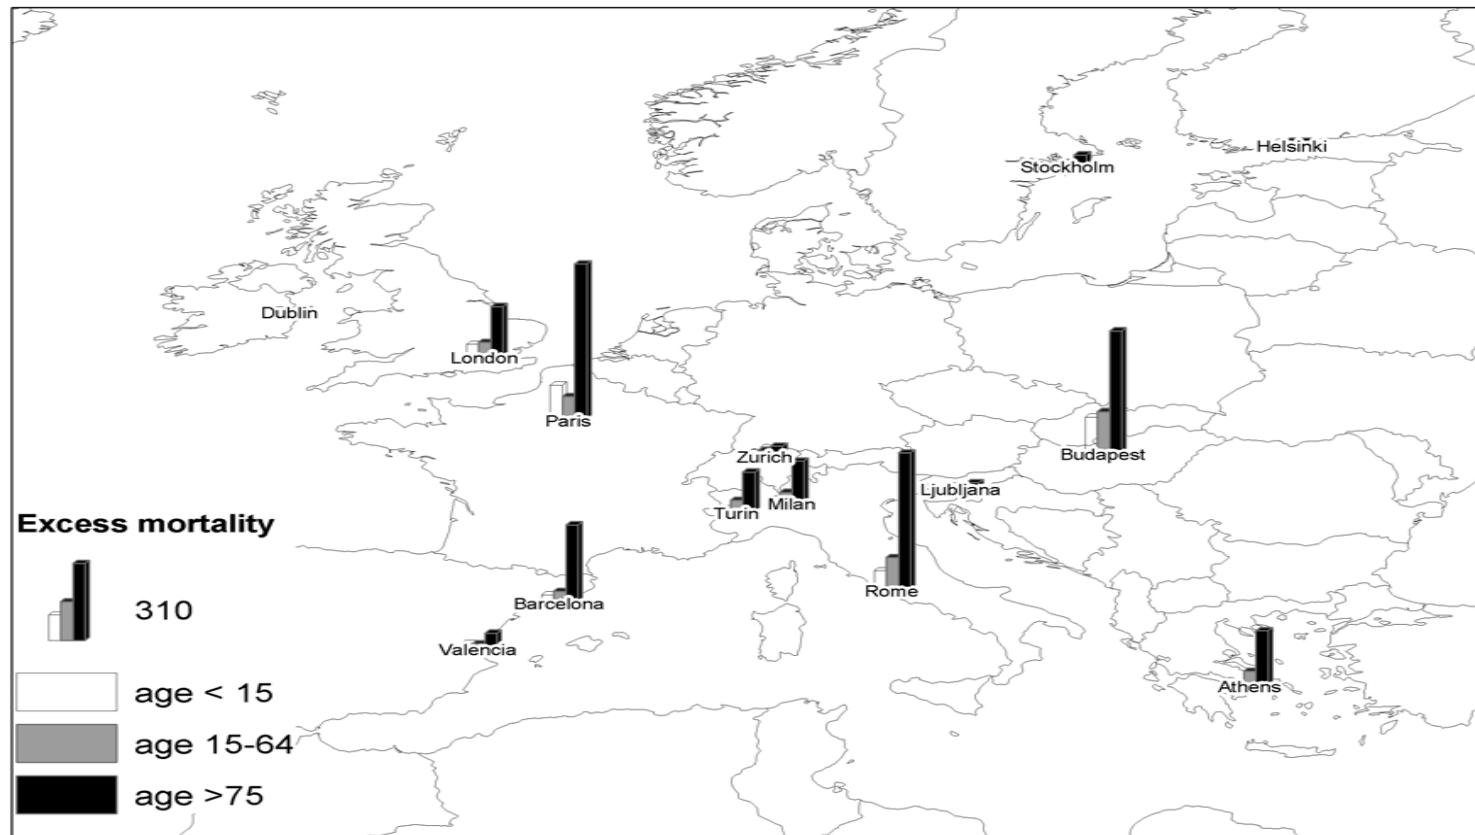 Helsinki
Stockholm
Dublin
London
Paris
Budapest
Zurich
Ljubljana
Milan
Turin
Excess mortality
Rome
Barcelona
310
Valencia
Athens
age < 15
age 15-64
age >75